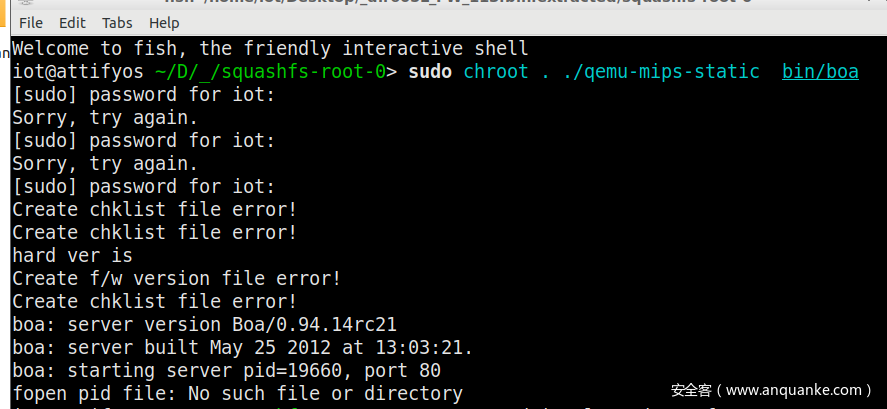 File Edit Tabs Help
Welcome to fish, the friendly interactive shell
iot@attifyos ~/D/_/squashfs-root-0> sudo chroot . ./qemu-mips-static bin/boa
[sudo] password for iot:
Sorry, try again.
[sudo] password for iot:
Sorry, try again.
[sudo] password for iot:
Create chklist file error!
Create chklist file error!
hard ver is
Create f/w version file error!
Create chklist file error!
boa: server version Boa/0.94.14rc21
boa: server built May 25 2012 at 13:03:21.
boa: starting server pid=19660, port 80
fopen pid file: No such file or directory
安全客（www.anquanke.com）